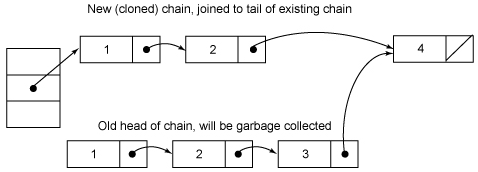 New (cloned) chain, joined to tail of existing chain
1 2 4
Old head of chain, will be garbage collected
1 2 3